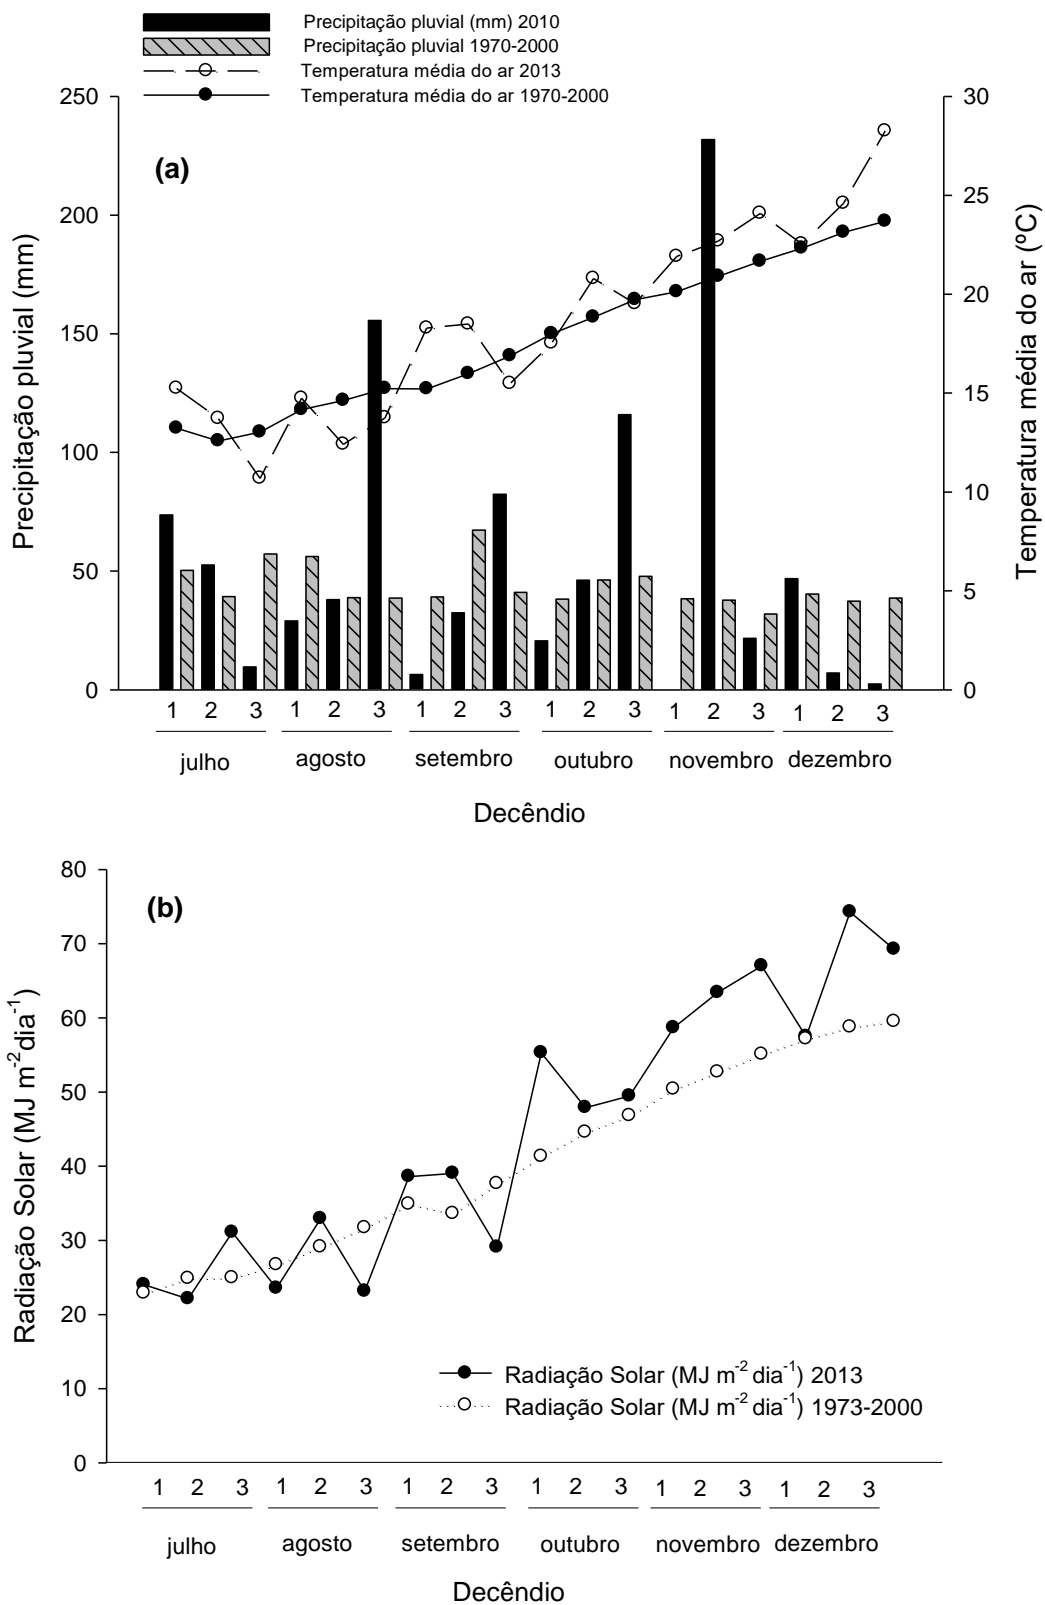 Precipitação pluvial (mm) 2010
Precipitação pluvial 1970-2000
Temperatura média do ar 2013
Temperatura média do ar 1970-2000
(a)
Precipitação pluvial (mm)
250
200
150
100
50
0
Temperatura média do ar (ºC)
30
25
20
15
10
5
0
1 2 3 1 2 3 1 2 3 1 2 3 1 2 3 1 2 3
julho agosto setembro outubro novembro dezembro
Decêndio
(b)
Radiação Solar (MJ m⁻² dia⁻¹)
80
70
60
50
40
30
20
10
0
Radiação Solar (MJ m⁻² dia⁻¹) 2013
Radiação Solar (MJ m⁻² dia⁻¹) 1973-2000
1 2 3 1 2 3 1 2 3 1 2 3 1 2 3 1 2 3
julho agosto setembro outubro novembro dezembro
Decêndio